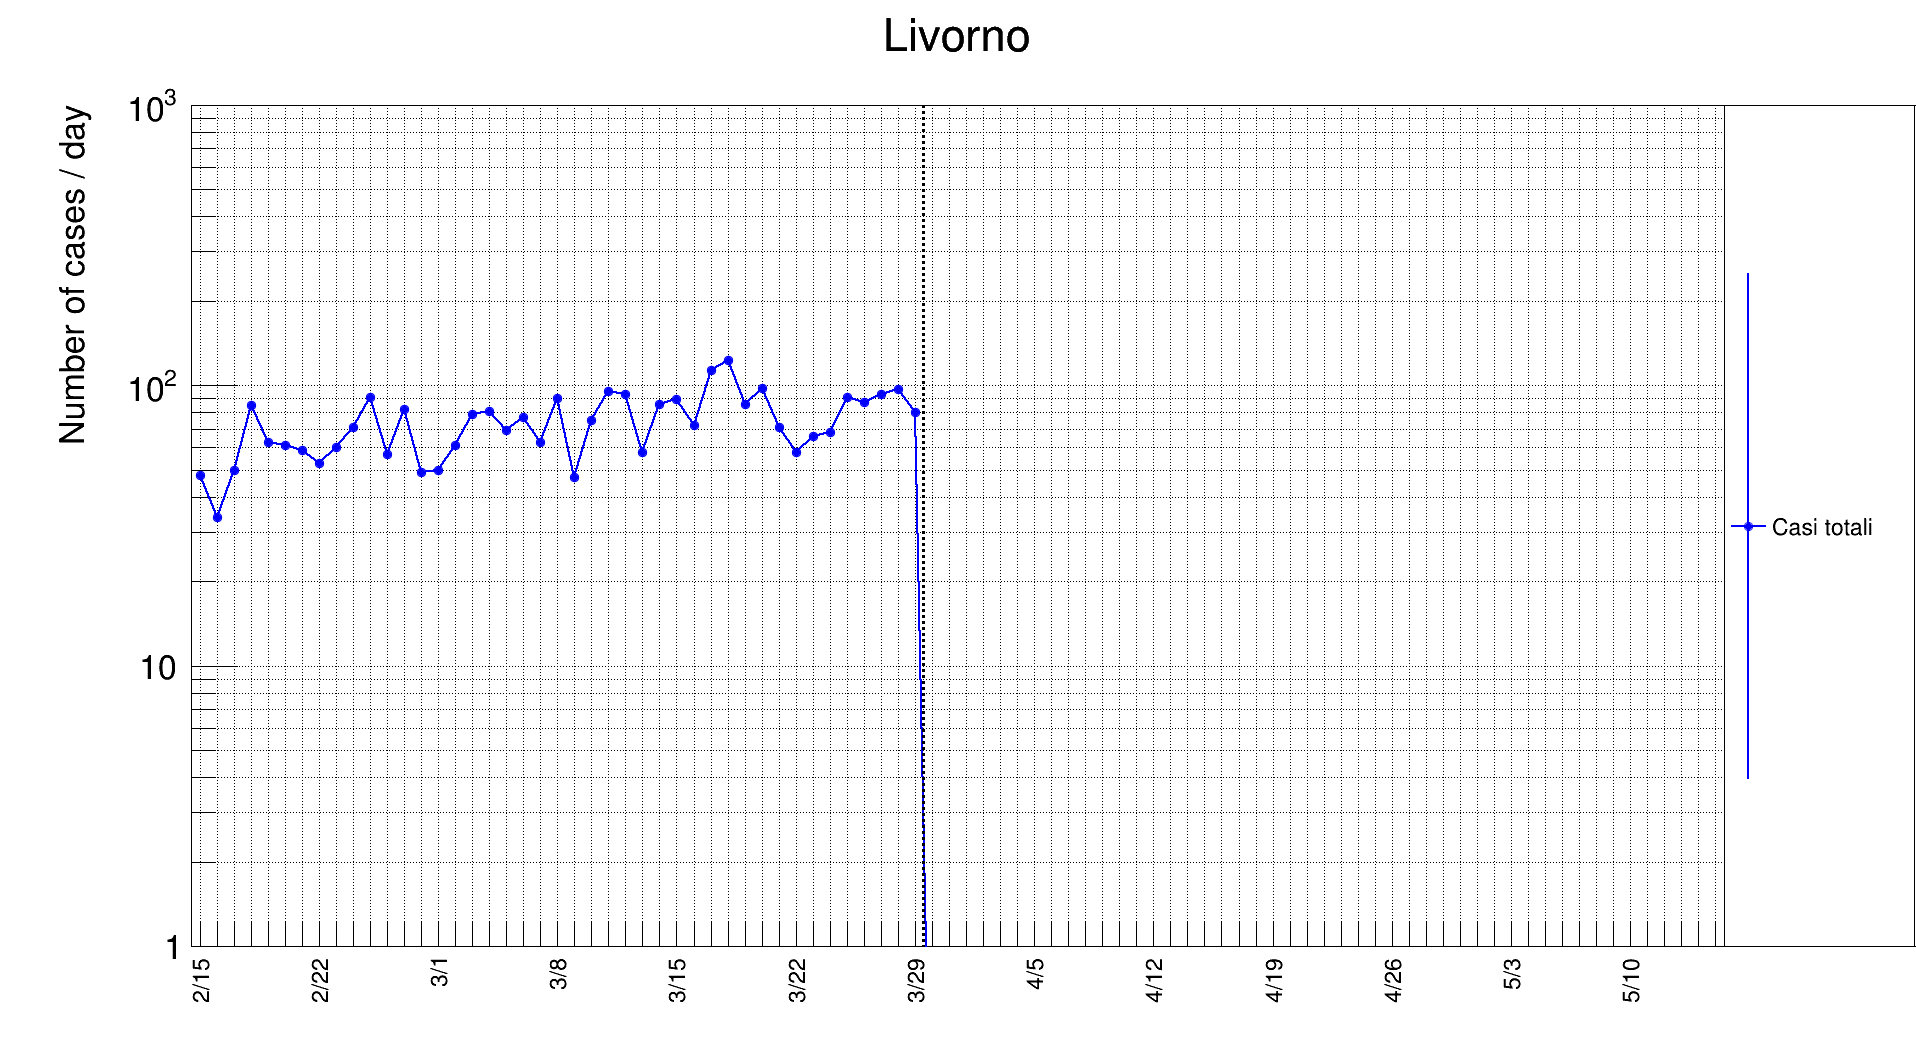 Livorno
Number of cases / day
10³
10²
10
1
2/15 2/22 3/1 3/8 3/15 3/22 3/29 4/5 4/12 4/19 4/26 5/3 5/10
Casi totali